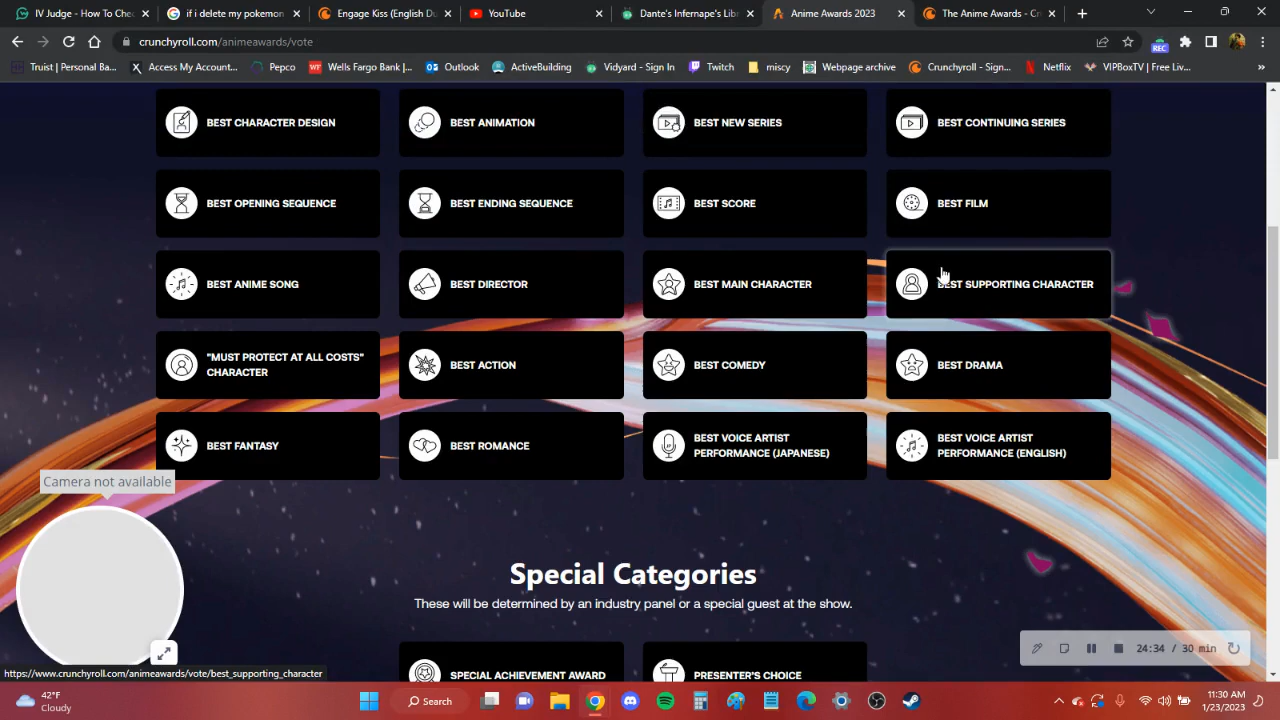 IV Judge - How To Che
if i delete my pokemon
Engage Kiss (English Du
YouTube
Dante's Infernape's Lib
Anime Awards 2023
The Anime Awards - Cr
crunchyroll.com/animeawards/vote
REC
Truist | Personal Ba...
Access My Account...
Pepco
Wells Fargo Bank |...
Outlook
ActiveBuilding
Vidyard - Sign In
Twitch
miscy
Webpage archive
Crunchyroll - Sign...
Netflix
VIPBoxTV | Free Liv...
BEST CHARACTER DESIGN
BEST ANIMATION
BEST NEW SERIES
BEST CONTINUING SERIES
BEST OPENING SEQUENCE
BEST ENDING SEQUENCE
BEST SCORE
BEST FILM
BEST ANIME SONG
BEST DIRECTOR
BEST MAIN CHARACTER
BEST SUPPORTING CHARACTER
"MUST PROTECT AT ALL COSTS"
CHARACTER
BEST ACTION
BEST COMEDY
BEST DRAMA
BEST FANTASY
BEST ROMANCE
BEST VOICE ARTIST
PERFORMANCE (JAPANESE)
BEST VOICE ARTIST
PERFORMANCE (ENGLISH)
Camera not available
Special Categories
These will be determined by an industry panel or a special guest at the show.
SPECIAL ACHIEVEMENT AWARD
PRESENTER'S CHOICE
24:34 / 30 min
https://www.crunchyroll.com/animeawards/vote/best_supporting_character
42°F
Cloudy
Search
11:30 AM
1/23/2023